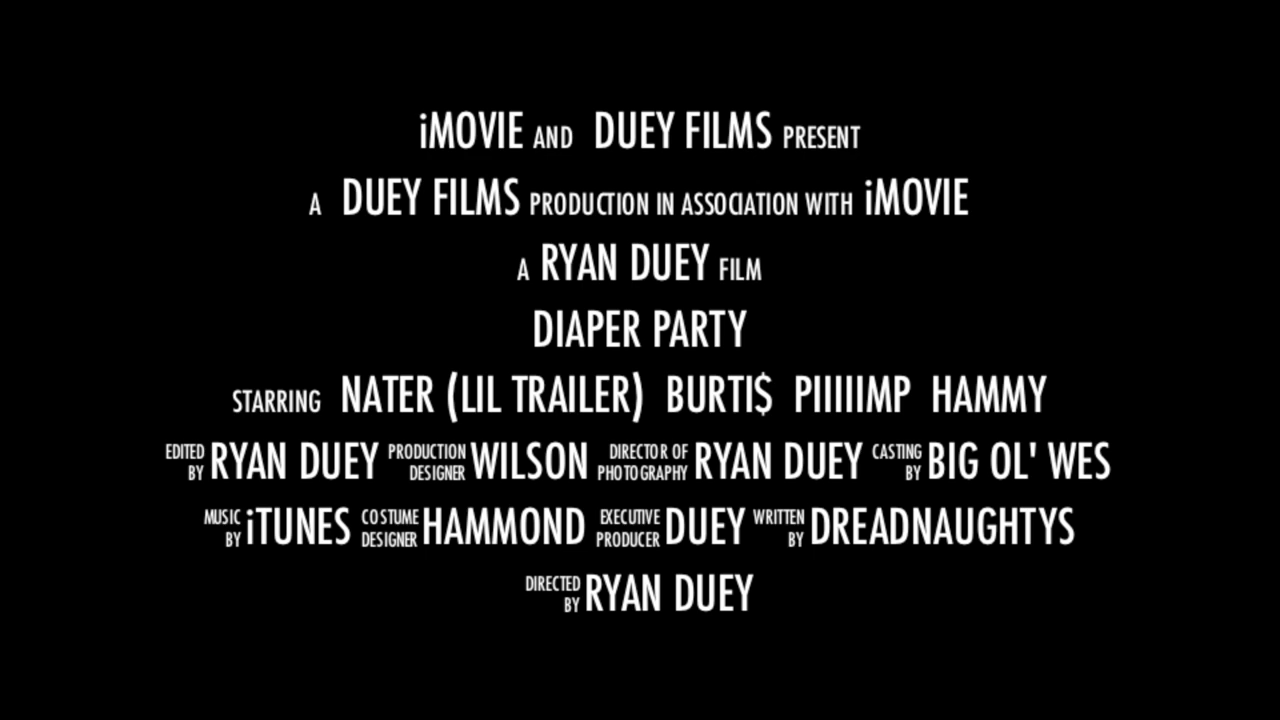 iMOVIE AND DUEY FILMS PRESENT
A DUEY FILMS PRODUCTION IN ASSOCIATION WITH iMOVIE
A RYAN DUEY FILM
DIAPER PARTY
STARRING NATER (LIL TRAILER) BURTI$ PIIIIIMP HAMMY
EDITED BY RYAN DUEY PRODUCTION DESIGNER WILSON DIRECTOR OF PHOTOGRAPHY RYAN DUEY CASTING BY BIG OL' WES
MUSIC BY iTUNES COSTUME DESIGNER HAMMOND EXECUTIVE PRODUCER DUEY WRITTEN BY DREADNAUGHTYS
DIRECTED BY RYAN DUEY